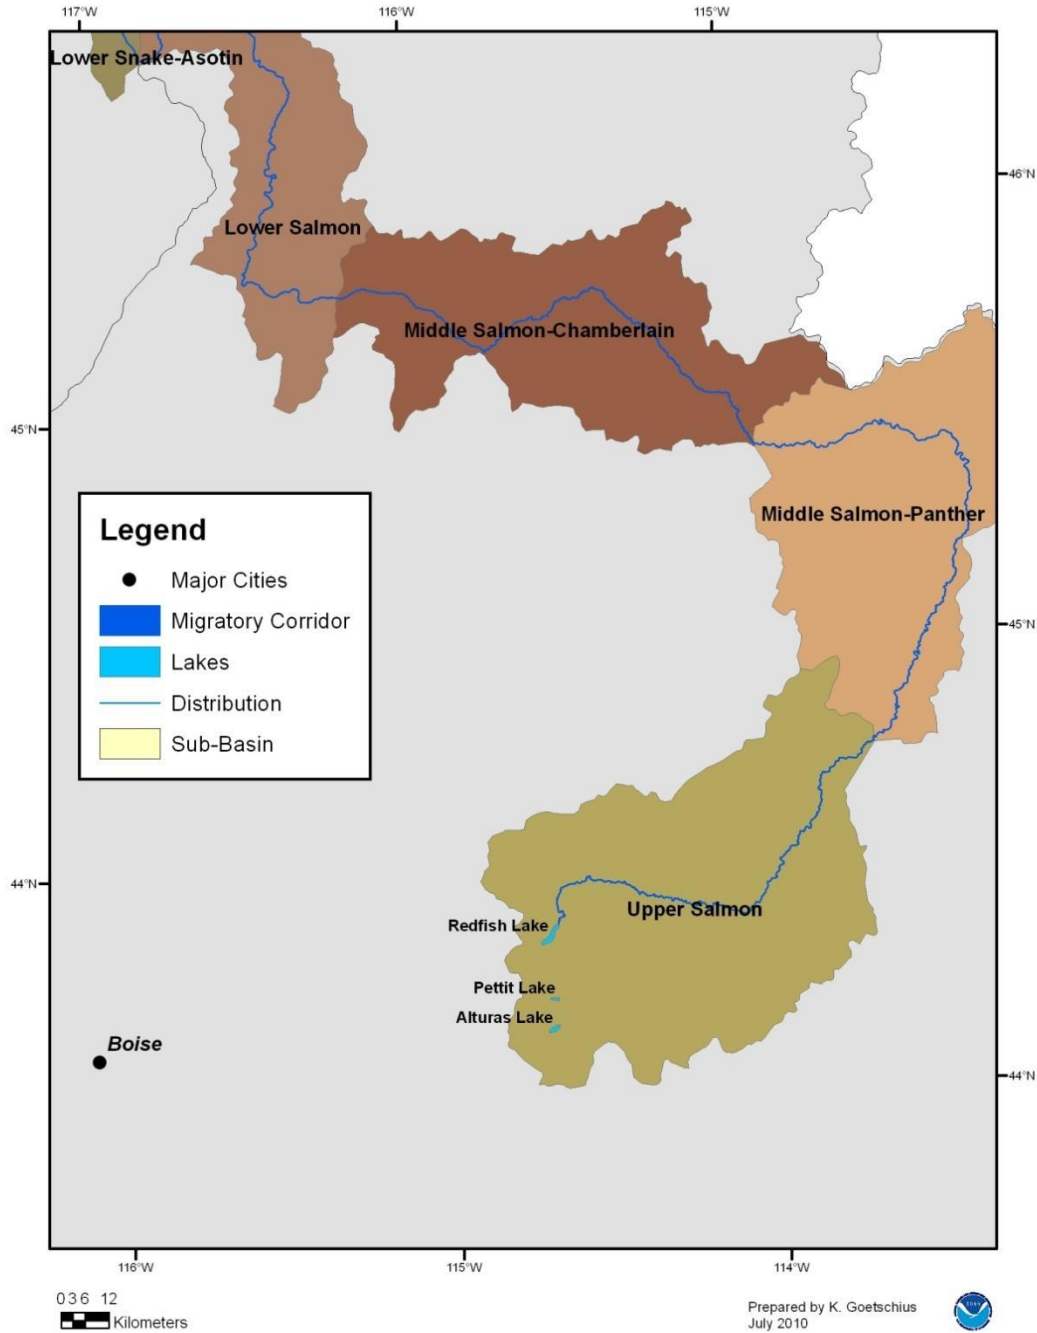 117°W 116°W 115°W
Lower Snake-Asotin
46°N
Lower Salmon
Middle Salmon-Chamberlain
45°N
Middle Salmon-Panther
Legend
Major Cities
Migratory Corridor
Lakes
Distribution
Sub-Basin
45°N
44°N
Upper Salmon
Redfish Lake
Pettit Lake
Alturas Lake
Boise
44°N
116°W 115°W 114°W
0 3 6 12
Kilometers
Prepared by K. Goetschius
July 2010